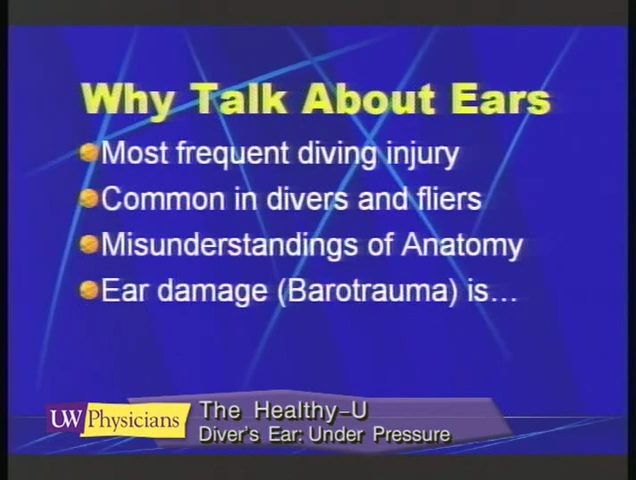 Why Talk About Ears
Most frequent diving injury
Common in divers and fliers
Misunderstandings of Anatomy
Ear damage (Barotrauma) is...
UW Physicians
The Healthy-U
Diver's Ear: Under Pressure